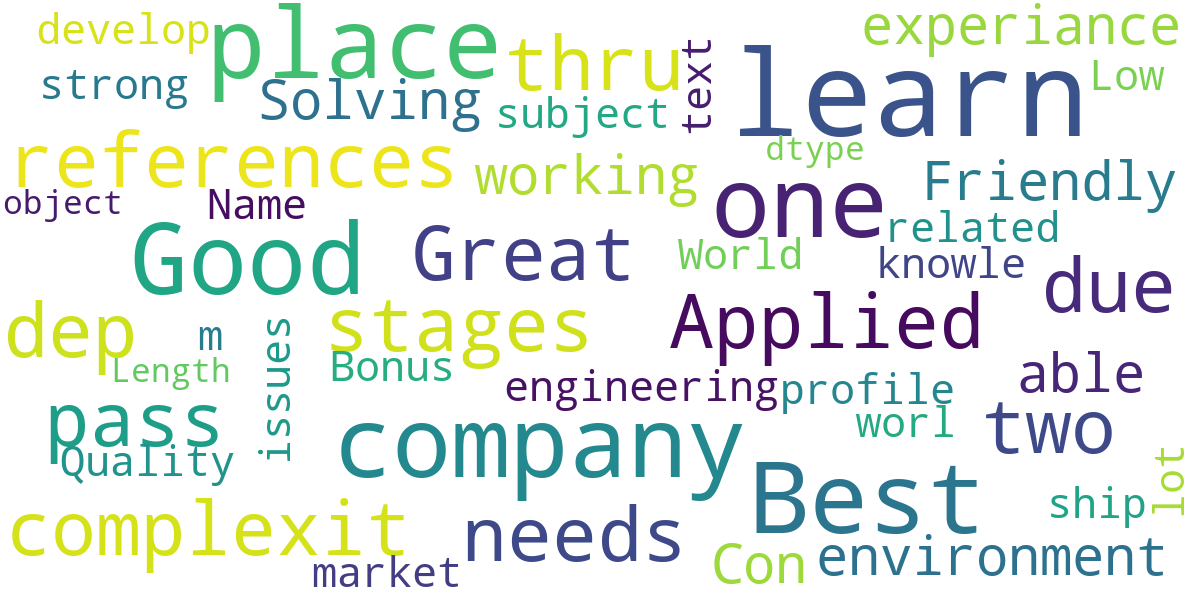 develop
place
thru
text
learn
experiance
strong
Solving
subject
Low
references
working
dtype
one
Friendly
object
Name
Good
Great
World
related
knowle
due
dep
m
issues
stages
Applied
able
Length
Bonus
engineering
profile
pass
Quality
company
worl
two
Best
lot
ship
complexit
needs
market
Con
environment